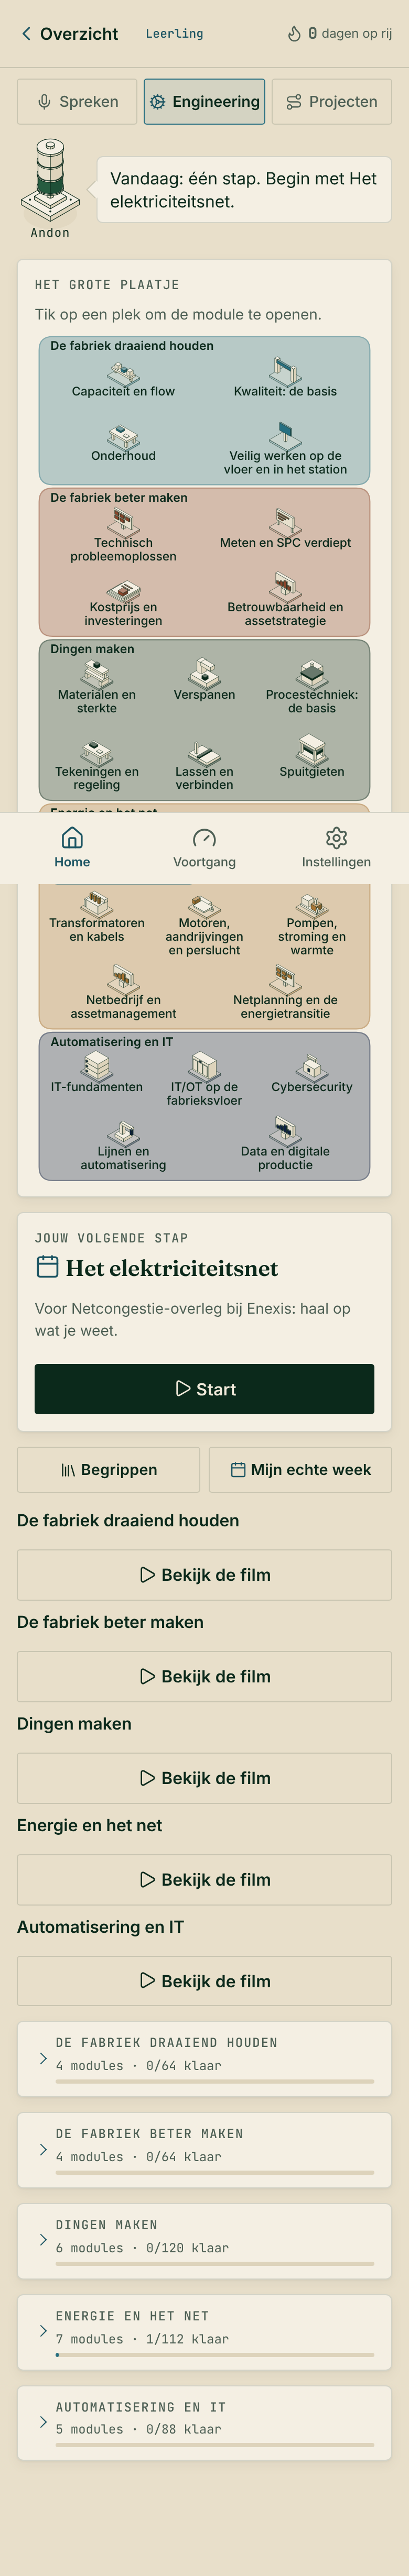 Overzicht
Leerling
0 dagen op rij
Spreken
Engineering
Projecten
Vandaag: één stap. Begin met Het
elektriciteitsnet.
Andon
HET GROTE PLAATJE
Tik op een plek om de module te openen.
De fabriek draaiend houden
Capaciteit en flow
Kwaliteit: de basis
Onderhoud
Veilig werken op de
vloer en in het station
De fabriek beter maken
Technisch
probleemoplossen
Meten en SPC verdiept
Kostprijs en
investeringen
Betrouwbaarheid en
assetstrategie
Dingen maken
Materialen en
sterkte
Verspanen
Procestechniek:
de basis
Tekeningen en
regeling
Lassen en
verbinden
Spuitgieten
Home
Voortgang
Instellingen
Transformatoren
en kabels
Motoren,
aandrijvingen
en perslucht
Pompen,
stroming en
warmte
Netbedrijf en
assetmanagement
Netplanning en de
energietransitie
Automatisering en IT
IT-fundamenten
IT/OT op de
fabrieksvloer
Cybersecurity
Lijnen en
automatisering
Data en digitale
productie
JOUW VOLGENDE STAP
Het elektriciteitsnet
Voor Netcongestie-overleg bij Enexis: haal op
wat je weet.
Start
Begrippen
Mijn echte week
De fabriek draaiend houden
Bekijk de film
De fabriek beter maken
Bekijk de film
Dingen maken
Bekijk de film
Energie en het net
Bekijk de film
Automatisering en IT
Bekijk de film
DE FABRIEK DRAAIEND HOUDEN
4 modules · 0/64 klaar
DE FABRIEK BETER MAKEN
4 modules · 0/64 klaar
DINGEN MAKEN
6 modules · 0/120 klaar
ENERGIE EN HET NET
7 modules · 1/112 klaar
AUTOMATISERING EN IT
5 modules · 0/88 klaar